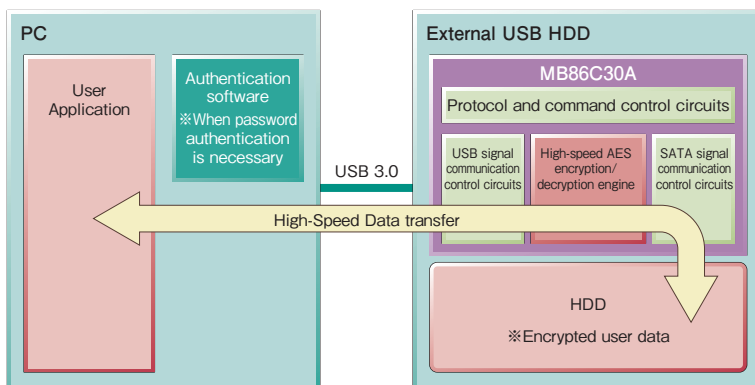 PC
User
Application
Authentication
software
※When password
authentication
is necessary
USB 3.0
High-Speed Data transfer
External USB HDD
MB86C30A
Protocol and command control circuits
USB signal
communication
control circuits
High-speed AES
encryption/
decryption engine
SATA signal
communication
control circuits
HDD
※Encrypted user data